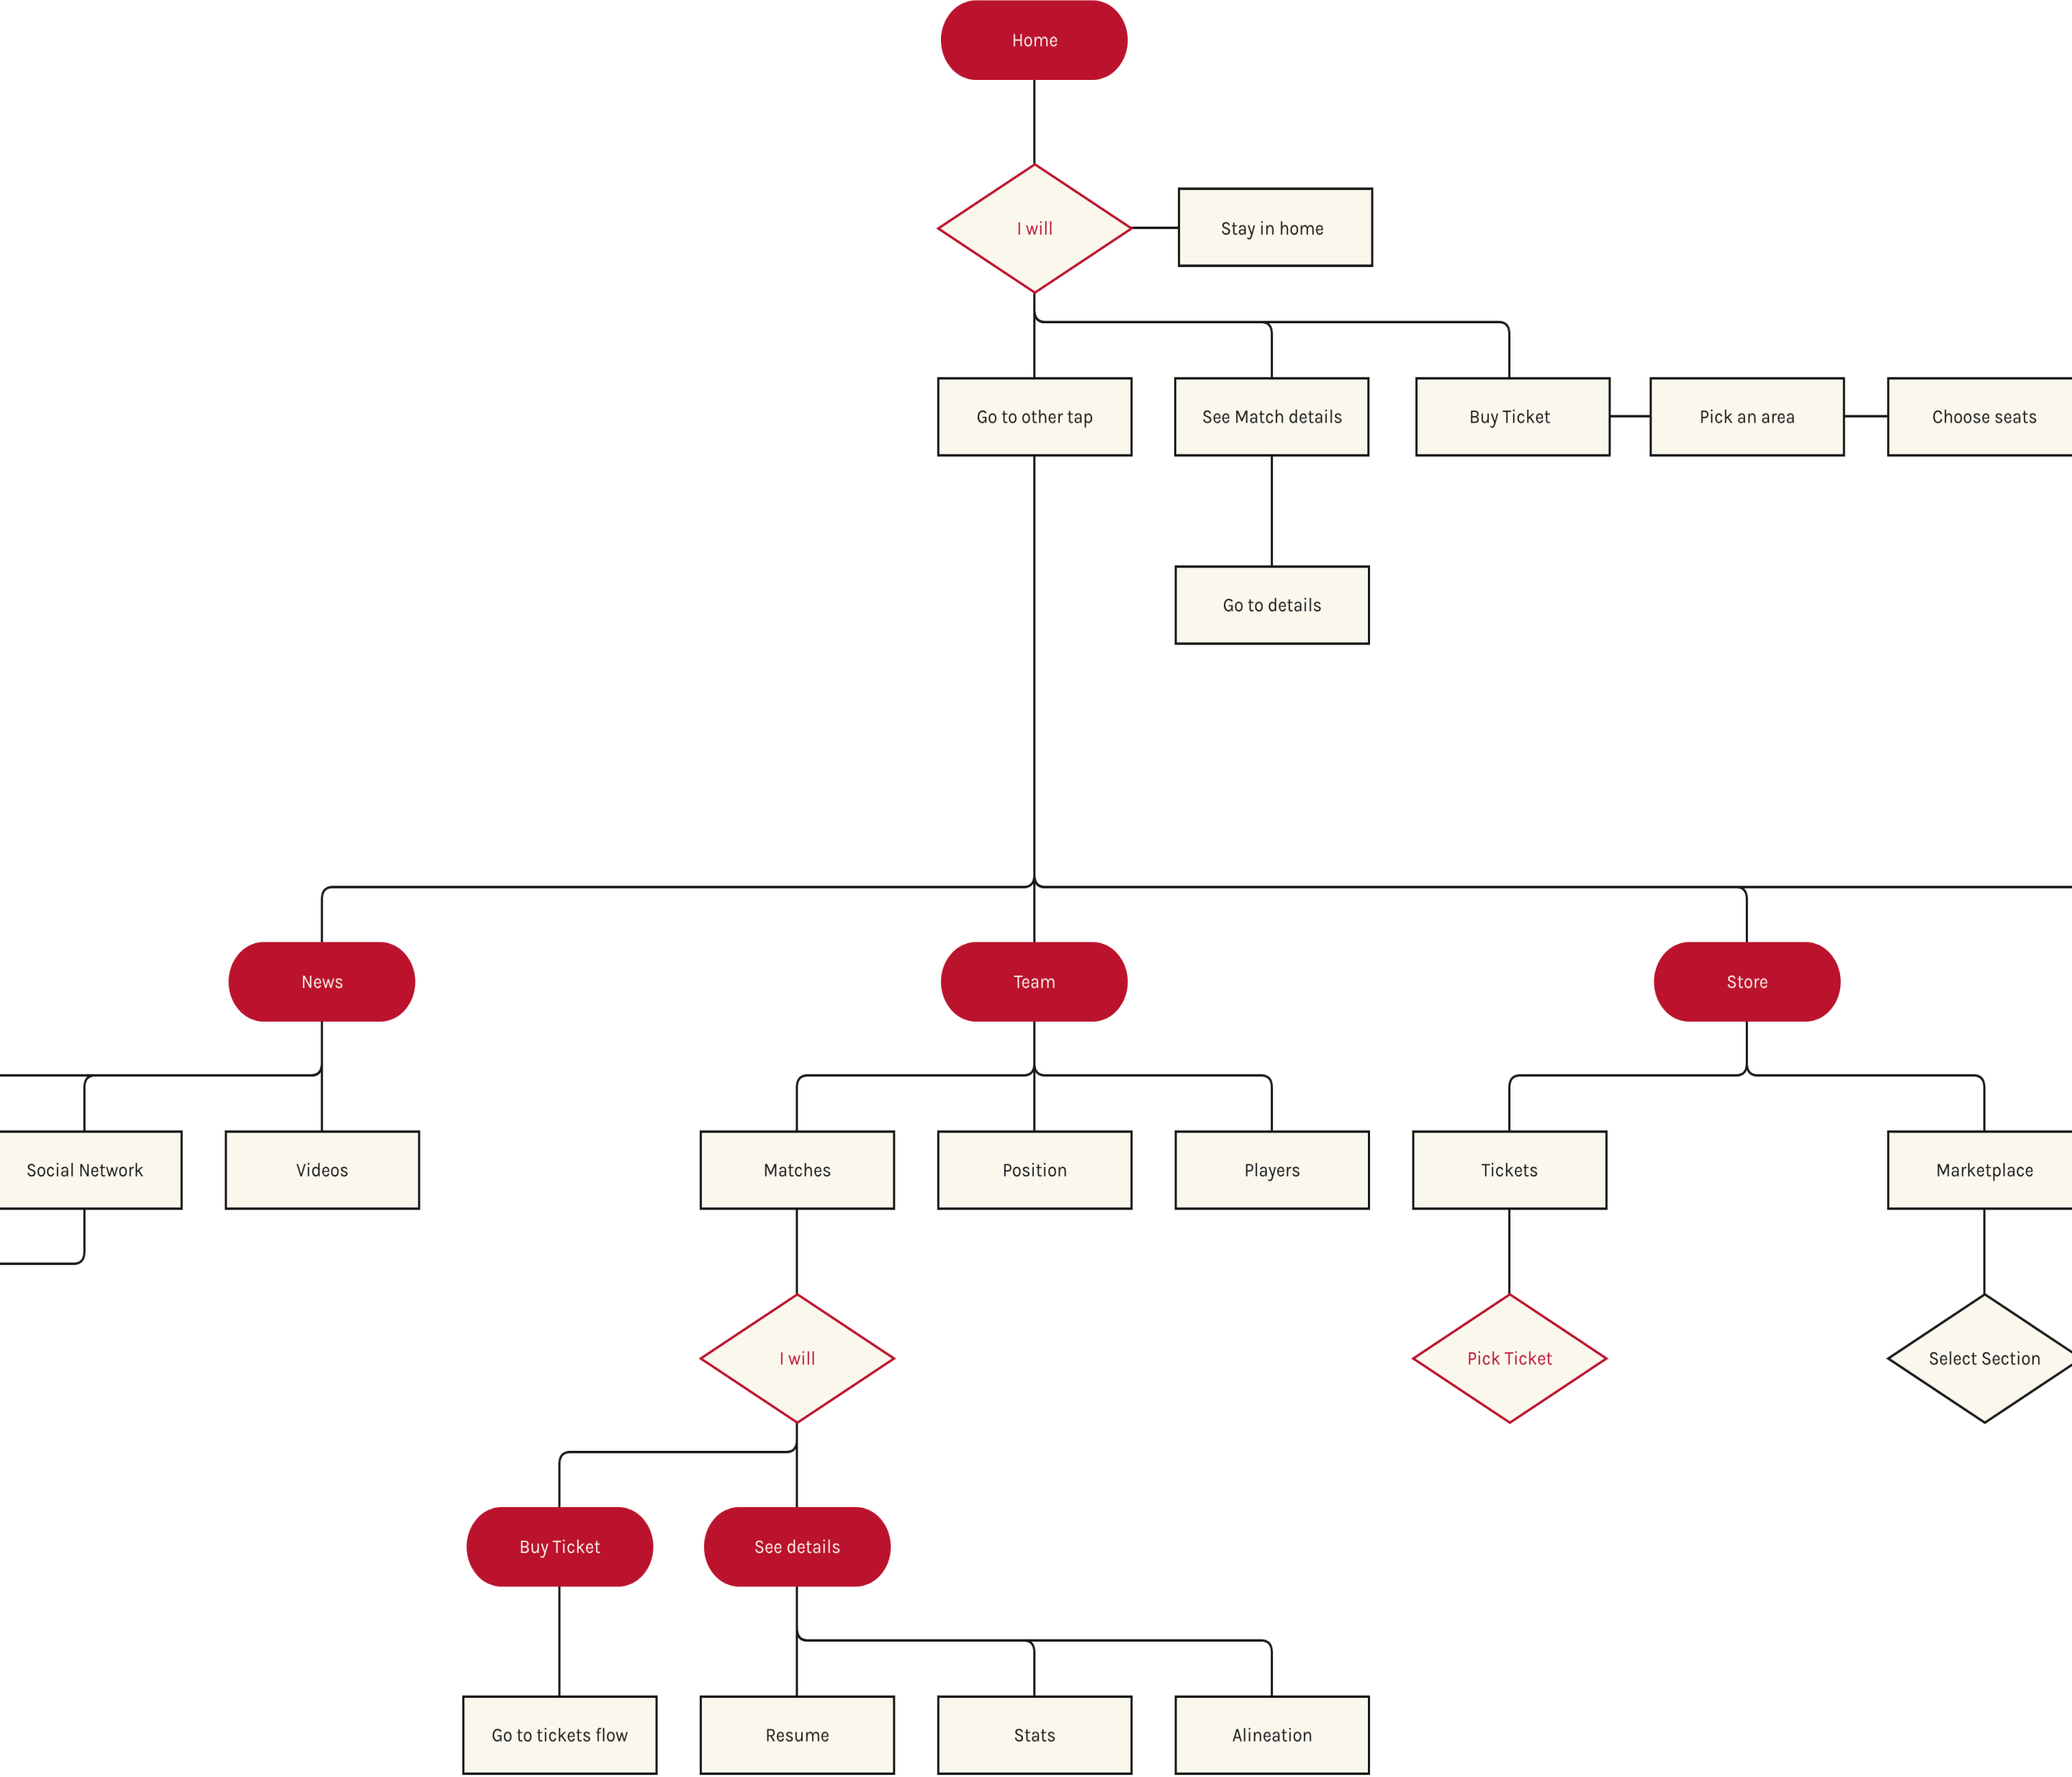 Home
I will
Stay in home
Go to other tap
See Match details
Buy Ticket
Pick an area
Choose seats
Go to details
News
Team
Store
Social Network
Videos
Matches
Position
Players
Tickets
Marketplace
I will
Pick Ticket
Select Section
Buy Ticket
See details
Go to tickets flow
Resume
Stats
Alineation